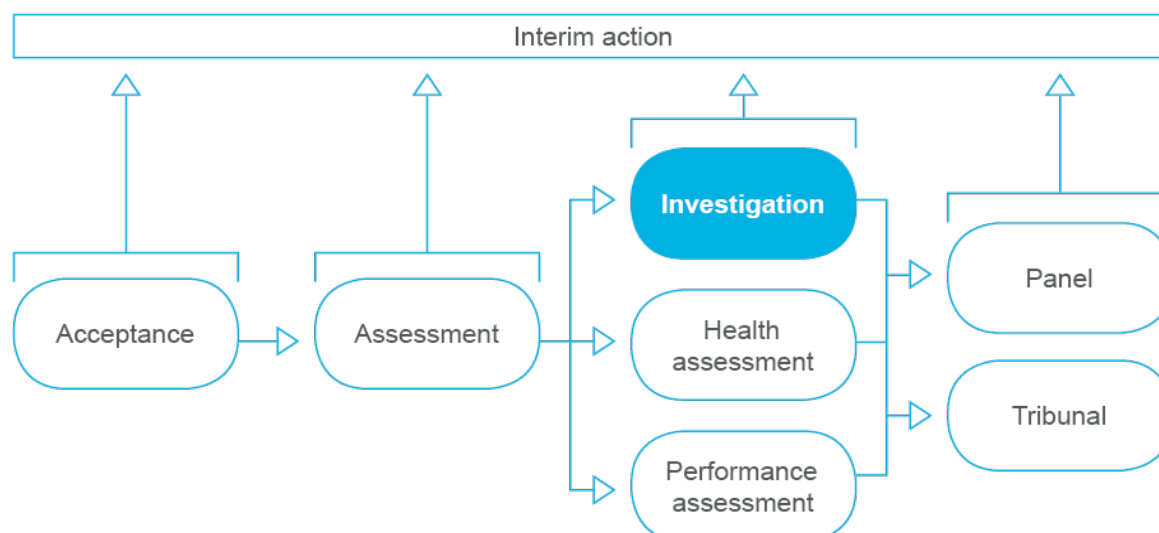 Interim action
Acceptance
Assessment
Investigation
Health
assessment
Performance
assessment
Panel
Tribunal